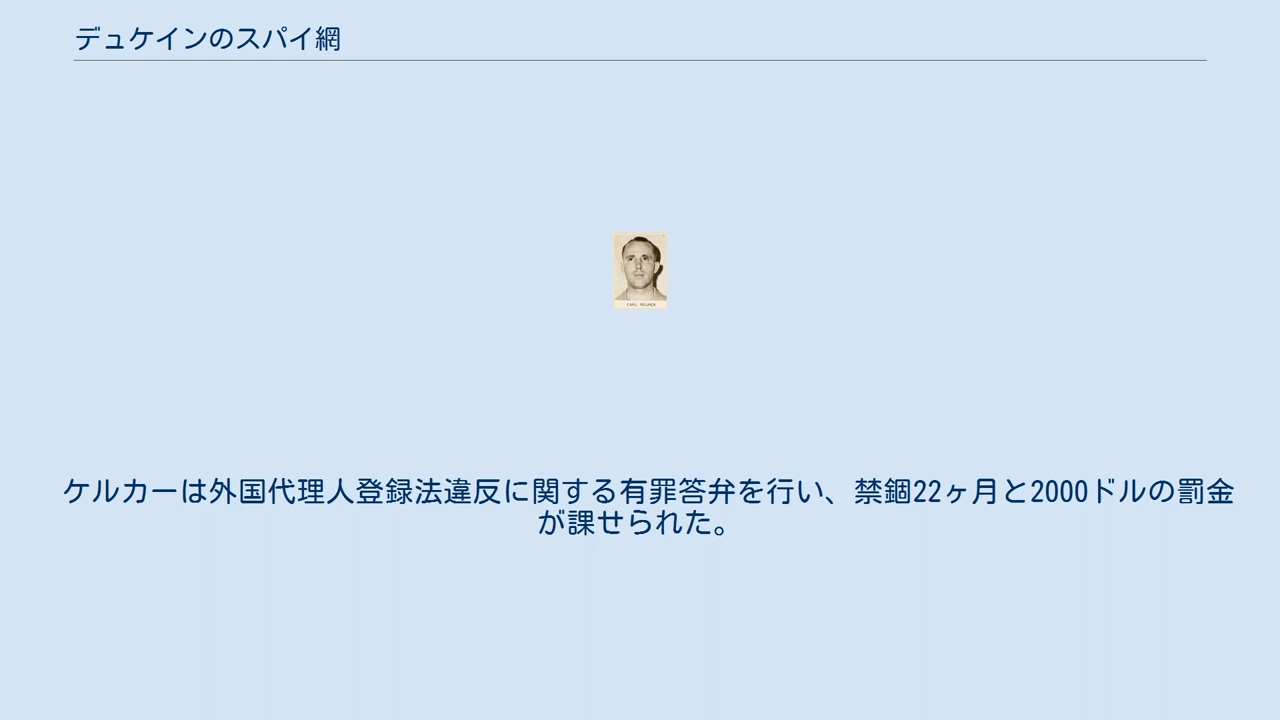 デュケインのスパイ網
ケルカーは外国代理人登録法違反に関する有罪答弁を行い、禁錮22ヶ月と2000ドルの罰金
が課せられた。